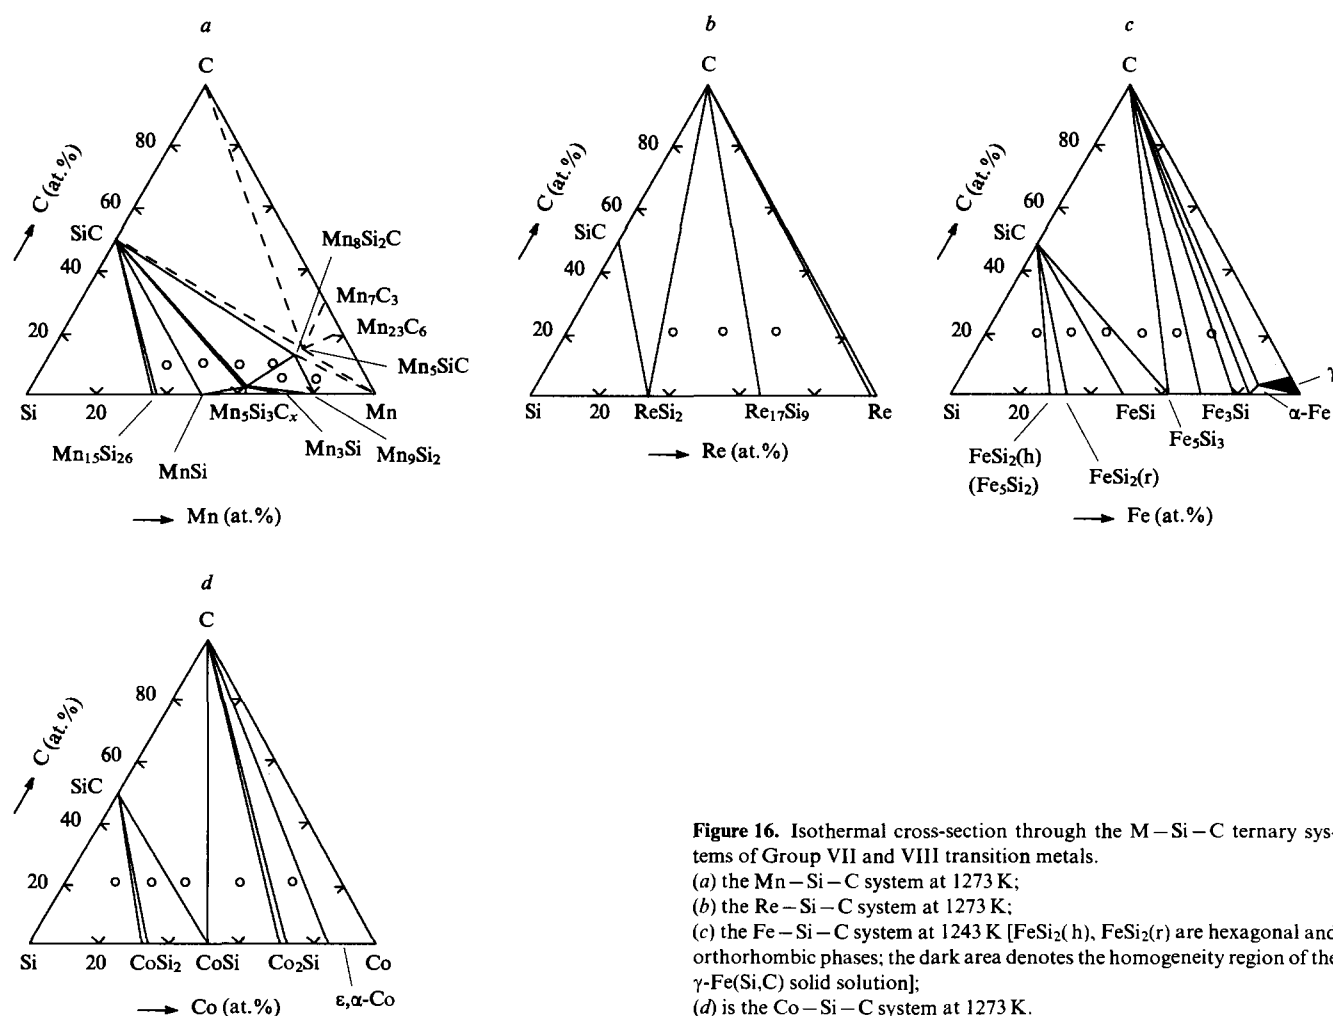 a
C
C (at.%)
80
60
SiC
40
20
Mn₈Si₂C
Mn₇C₃
Mn₂₃C₆
Mn₅SiC
Si
20
Mn₅Si₃Cₓ
Mn
Mn₁₅Si₂₆
MnSi
Mn₃Si
Mn₉Si₂
Mn (at.%)
b
C
C (at.%)
80
60
SiC
40
20
Si
20
ReSi₂
Re₁₇Si₉
Re
Re (at.%)
c
C
C (at.%)
80
60
SiC
40
20
γ
Si
20
FeSi
Fe₃Si
α-Fe
Fe₅Si₃
FeSi₂(h)
(Fe₅Si₂)
FeSi₂(r)
Fe (at.%)
d
C
C (at.%)
80
60
SiC
40
20
Si
20
CoSi₂
CoSi
Co₂Si
Co
ε,α-Co
Co (at.%)
Figure 16. Isothermal cross-section through the M−Si−C ternary sys-
tems of Group VII and VIII transition metals.
(a) the Mn−Si−C system at 1273 K;
(b) the Re−Si−C system at 1273 K;
(c) the Fe−Si−C system at 1243 K [FeSi₂(h), FeSi₂(r) are hexagonal and
orthorhombic phases; the dark area denotes the homogeneity region of the
γ-Fe(Si,C) solid solution];
(d) is the Co−Si−C system at 1273 K.